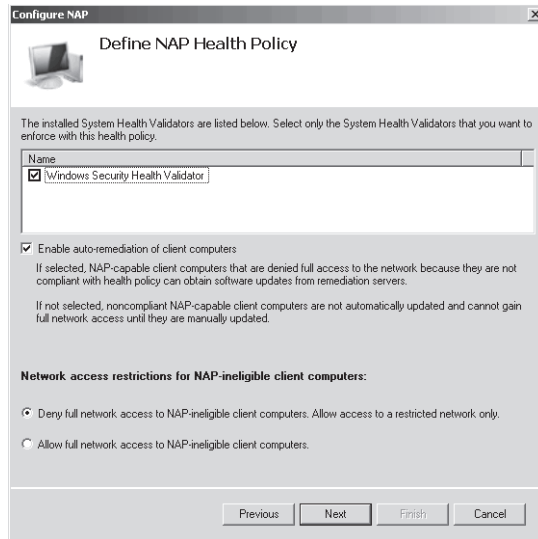 Configure NAP
Define NAP Health Policy
The installed System Health Validators are listed below. Select only the System Health Validators that you want to
enforce with this health policy.
Name
Windows Security Health Validator
Enable auto-remediation of client computers
If selected, NAP-capable client computers that are denied full access to the network because they are not
compliant with health policy can obtain software updates from remediation servers.
If not selected, noncompliant NAP-capable client computers are not automatically updated and cannot gain
full network access until they are manually updated.
Network access restrictions for NAP-ineligible client computers:
Deny full network access to NAP-ineligible client computers. Allow access to a restricted network only.
Allow full network access to NAP-ineligible client computers.
Previous Next Finish Cancel